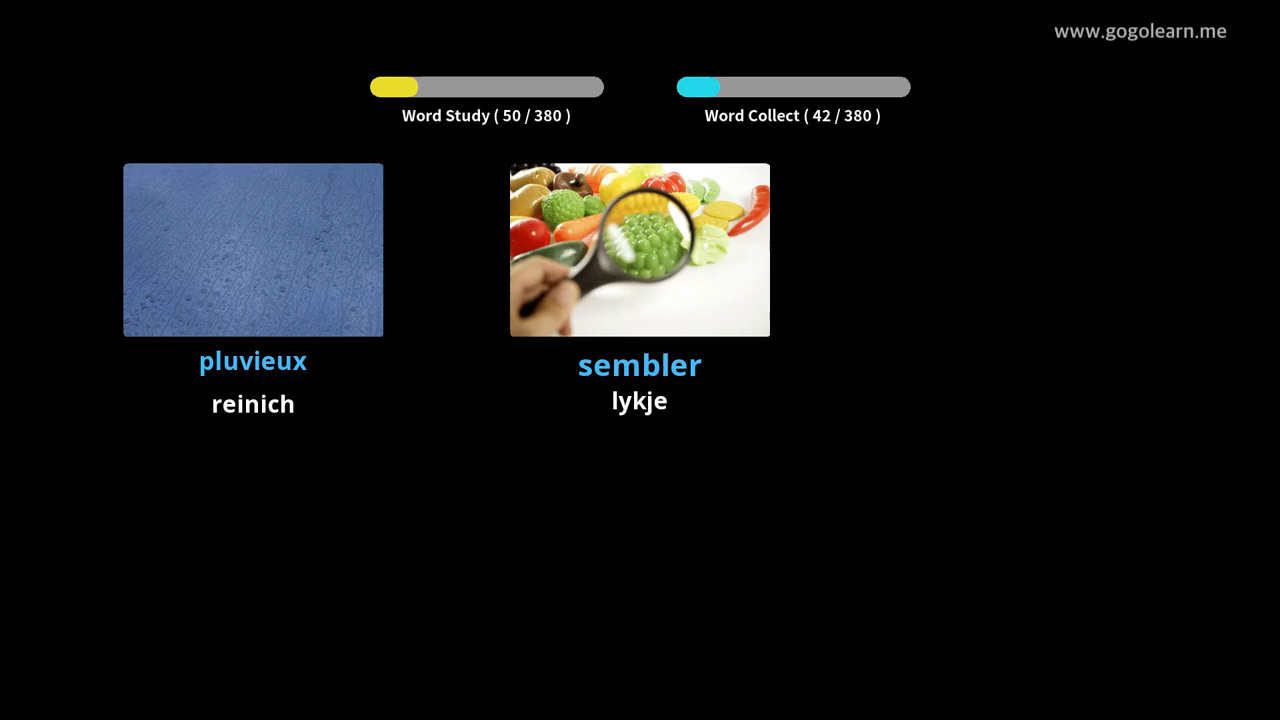 www.gogolearn.me
Word Study ( 50 / 380 )
Word Collect ( 42 / 380 )
pluvieux
reinich
sembler
lykje